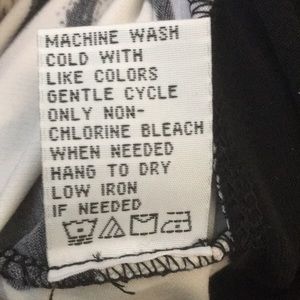 MACHINE WASH
COLD WITH
LIKE COLORS
GENTLE CYCLE
ONLY NON-
CHLORINE BLEACH
WHEN NEEDED
HANG TO DRY
LOW IRON
IF NEEDED